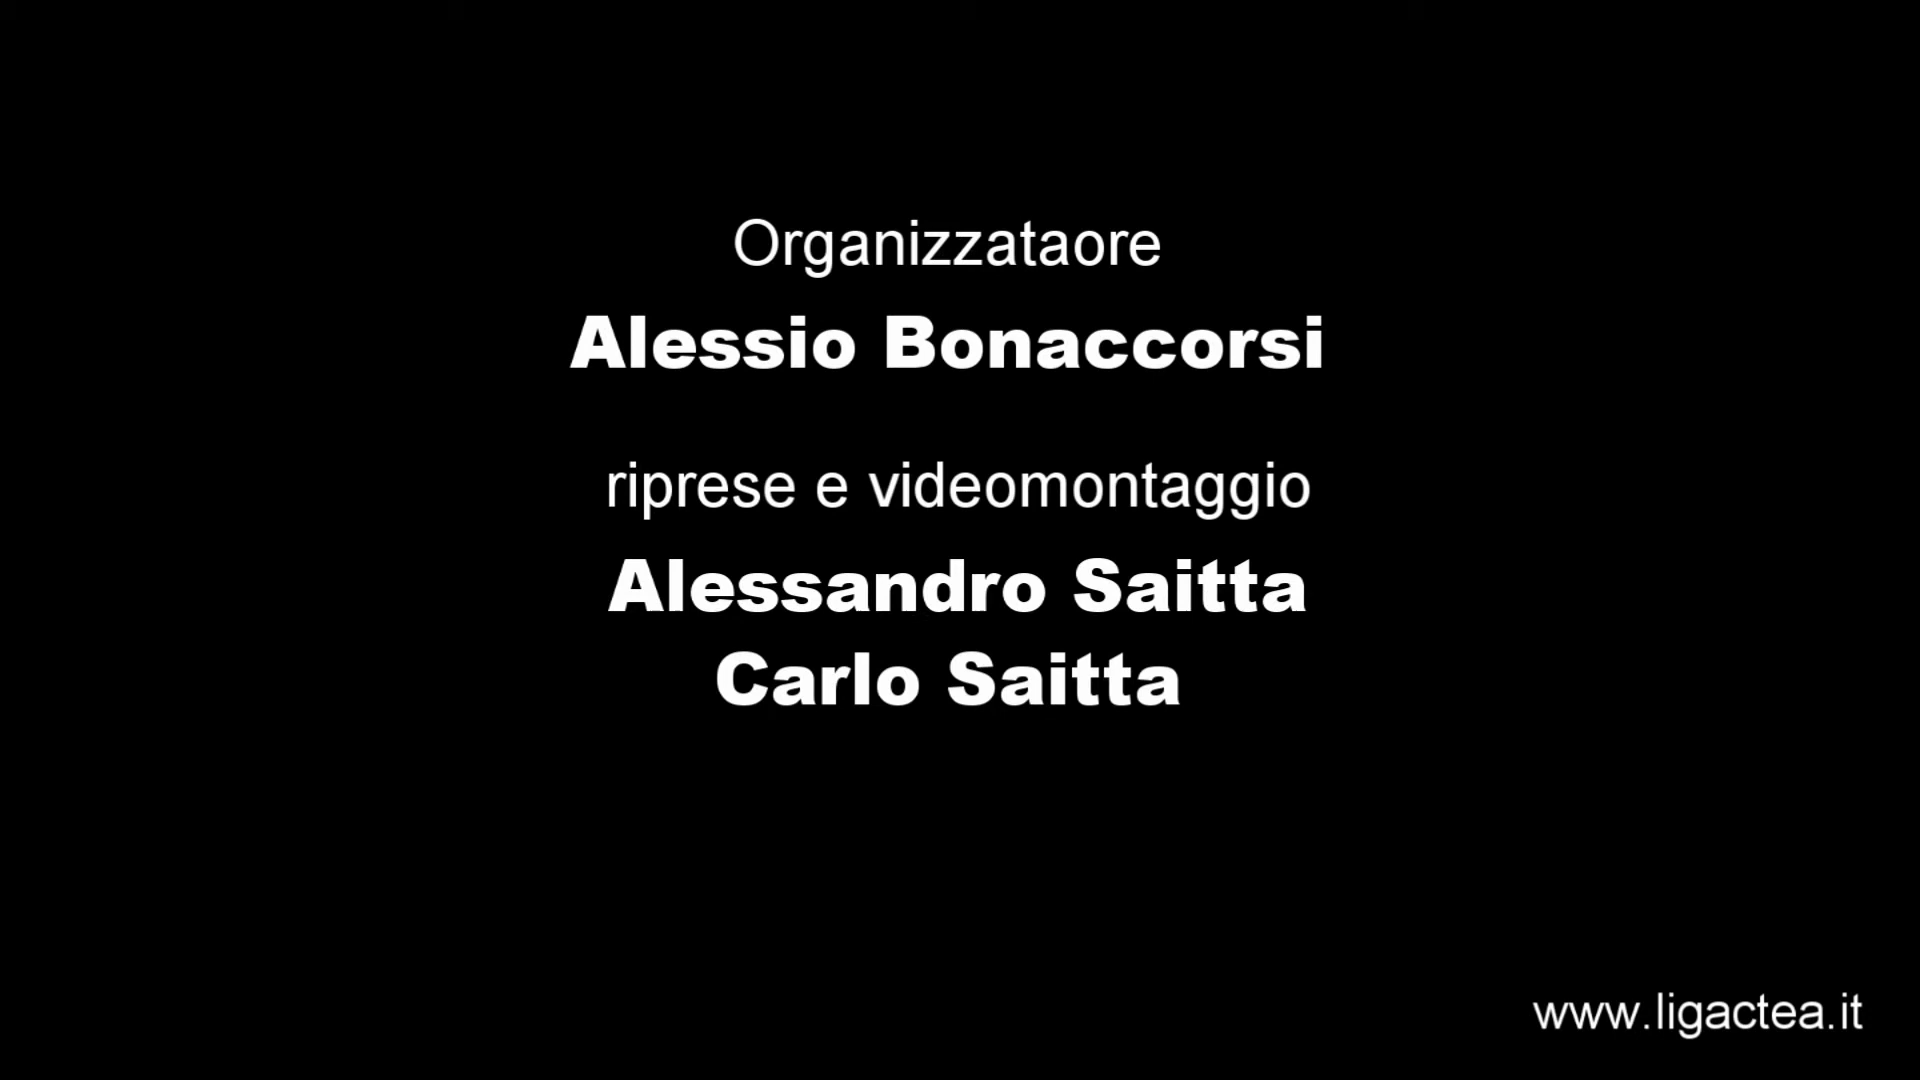 Organizzataore
Alessio Bonaccorsi
riprese e videomontaggio
Alessandro Saitta
Carlo Saitta
www.ligactea.it